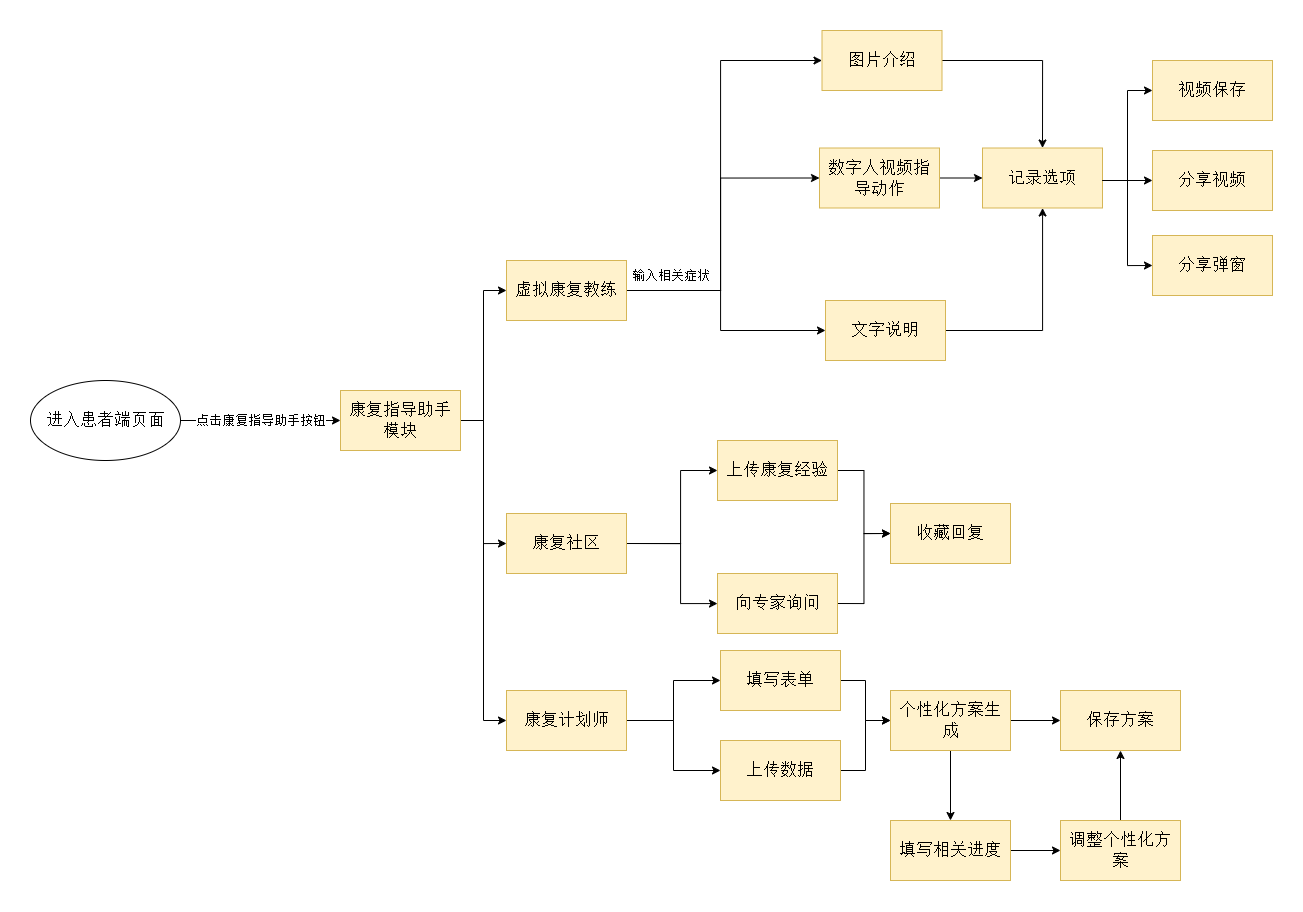 图片介绍
视频保存
数字人视频指
导动作
记录选项
分享视频
分享弹窗
虚拟康复教练
输入相关症状
文字说明
进入患者端页面
点击康复指导助手按钮
康复指导助手
模块
上传康复经验
康复社区
收藏回复
向专家询问
填写表单
康复计划师
个性化方案生
成
保存方案
上传数据
填写相关进度
调整个性化方
案